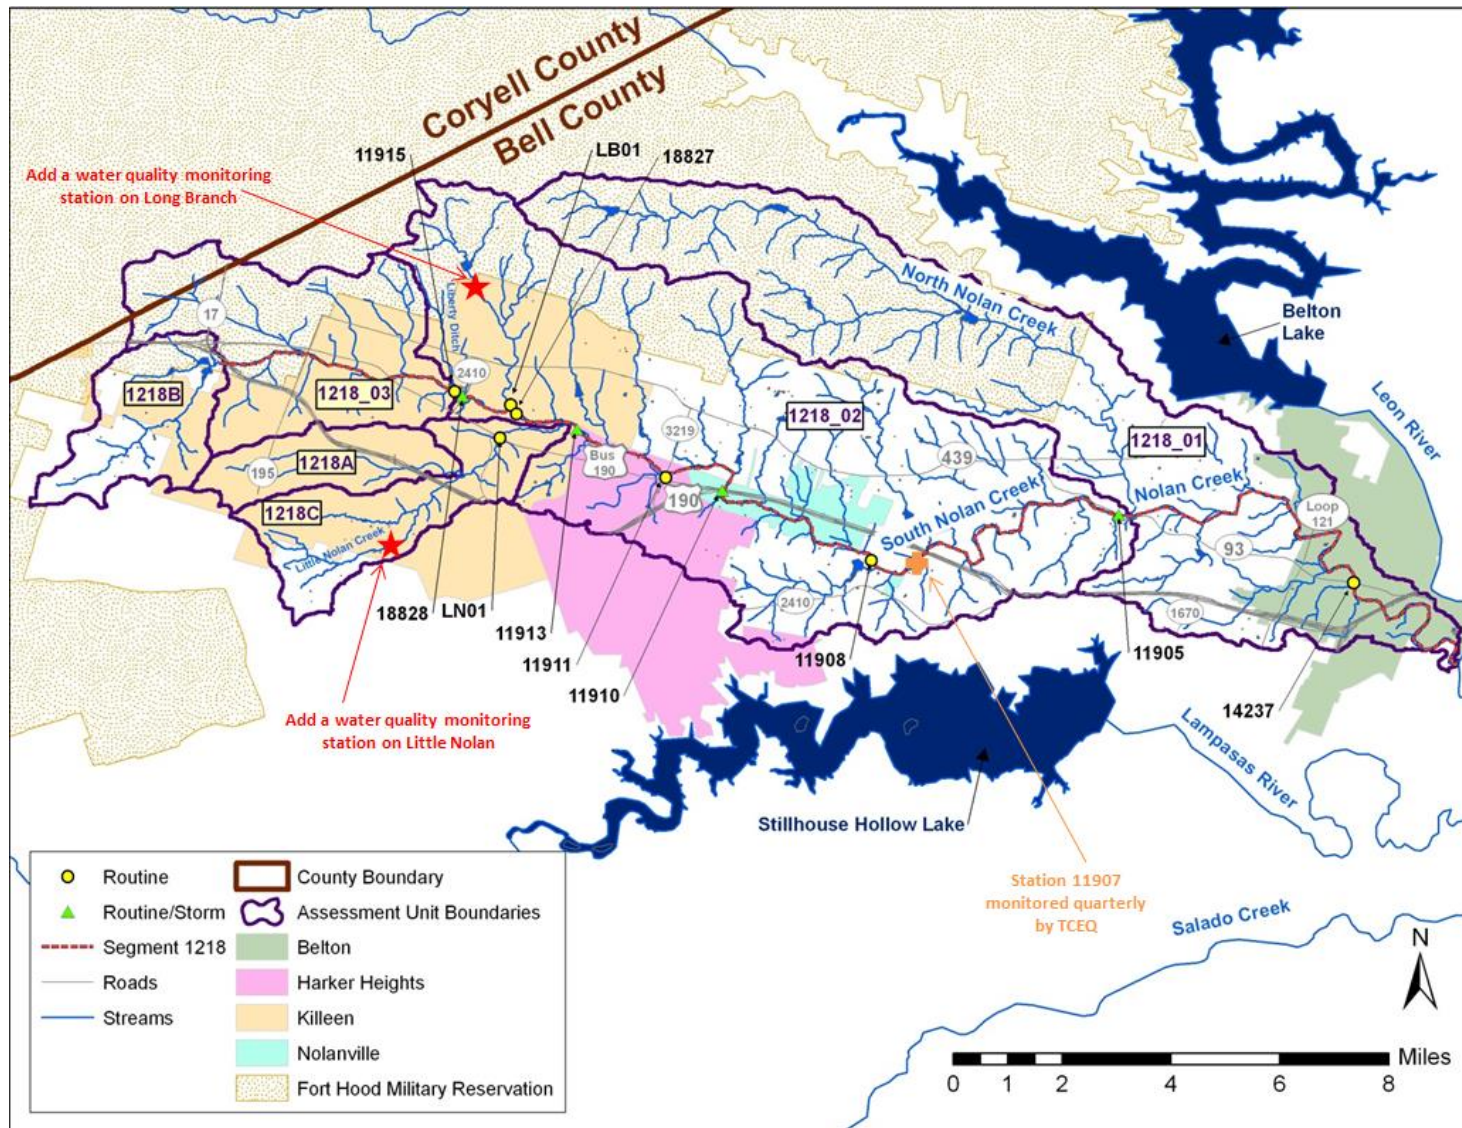 Coryell County
Bell County
11915
LB01
18827
Add a water quality monitoring
station on Long Branch
North Nolan Creek
Belton
Lake
Leon River
Liberty Ditch
17
2410
1218B
1218_03
1218_02
1218_01
3219
439
Bus
190
195
1218A
190
1218C
Little Nolan Creek
South Nolan Creek
Nolan Creek
Loop
121
93
2410
1670
18828
LN01
11913
11911
11910
11908
11905
14237
Add a water quality monitoring
station on Little Nolan
Lampasas River
Stillhouse Hollow Lake
Station 11907
monitored quarterly
by TCEQ
Salado Creek
Routine
Routine/Storm
Segment 1218
Roads
Streams
County Boundary
Assessment Unit Boundaries
Belton
Harker Heights
Killeen
Nolanville
Fort Hood Military Reservation
N
Miles
0 1 2 4 6 8